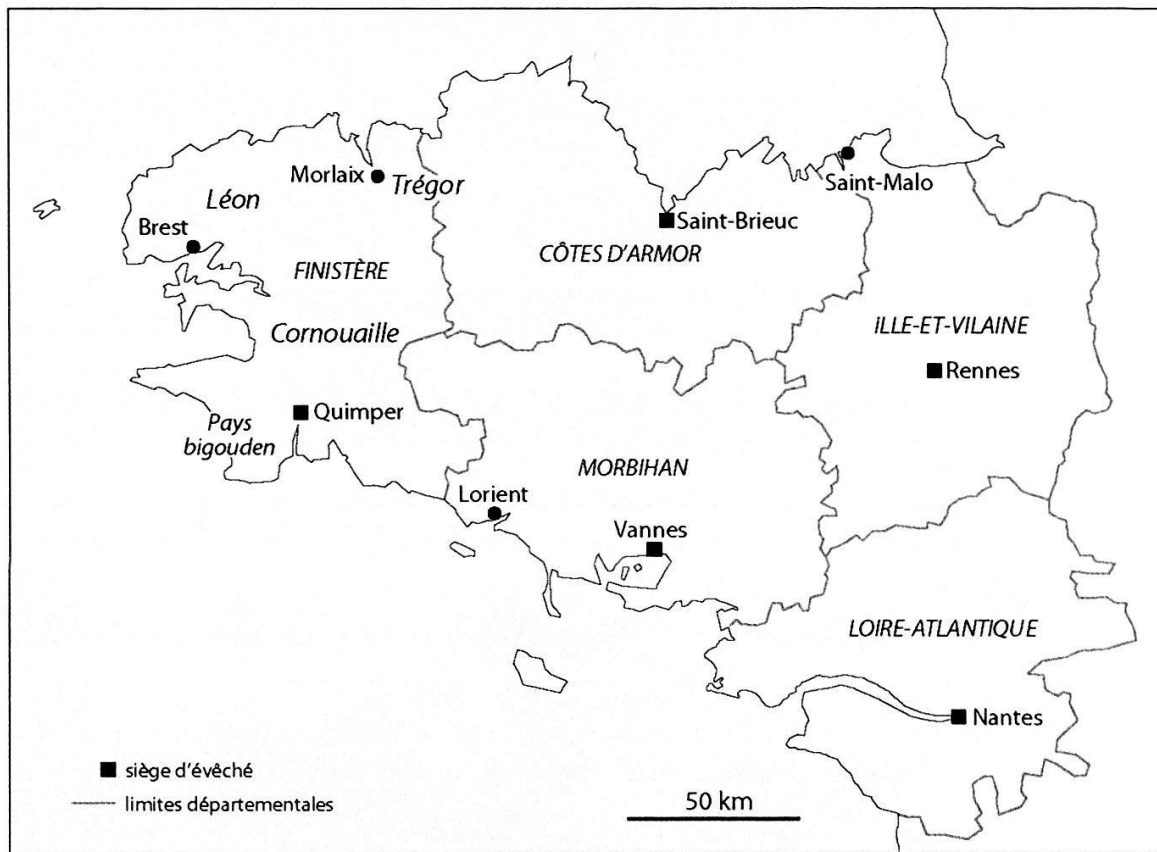 Morlaix
Trégor
Saint-Malo
Léon
Brest
Saint-Brieuc
CÔTES D'ARMOR
FINISTÈRE
ILLE-ET-VILAINE
Cornouaille
Rennes
Quimper
Pays
bigouden
MORBIHAN
Lorient
Vannes
LOIRE-ATLANTIQUE
Nantes
siège d'évêché
limites départementales
50 km